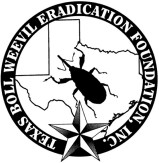 TEXAS BOLL WEEVIL ERADICATION FOUNDATION, INC.